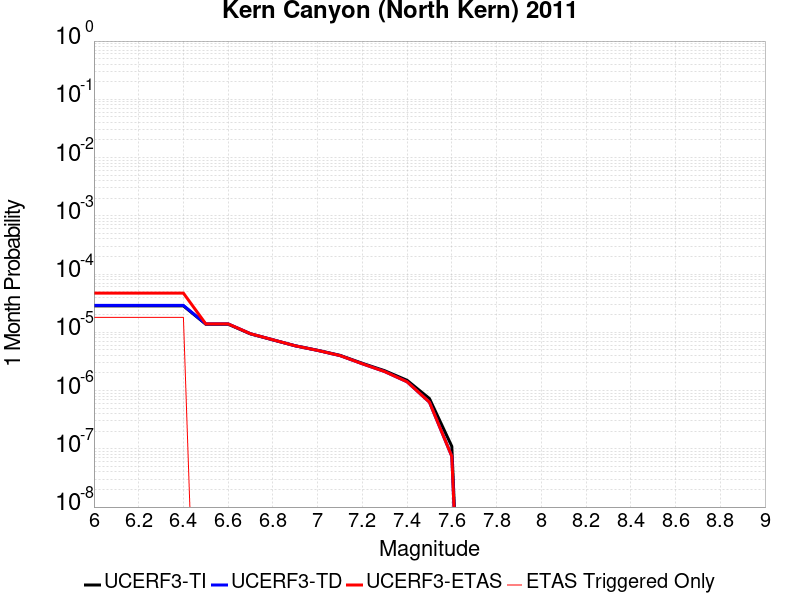 Kern Canyon (North Kern) 2011
10^0
10^-1
10^-2
10^-3
10^-4
10^-5
10^-6
10^-7
10^-8
1 Month Probability
6 6.2 6.4 6.6 6.8 7 7.2 7.4 7.6 7.8 8 8.2 8.4 8.6 8.8 9
Magnitude
UCERF3-TI UCERF3-TD UCERF3-ETAS ETAS Triggered Only